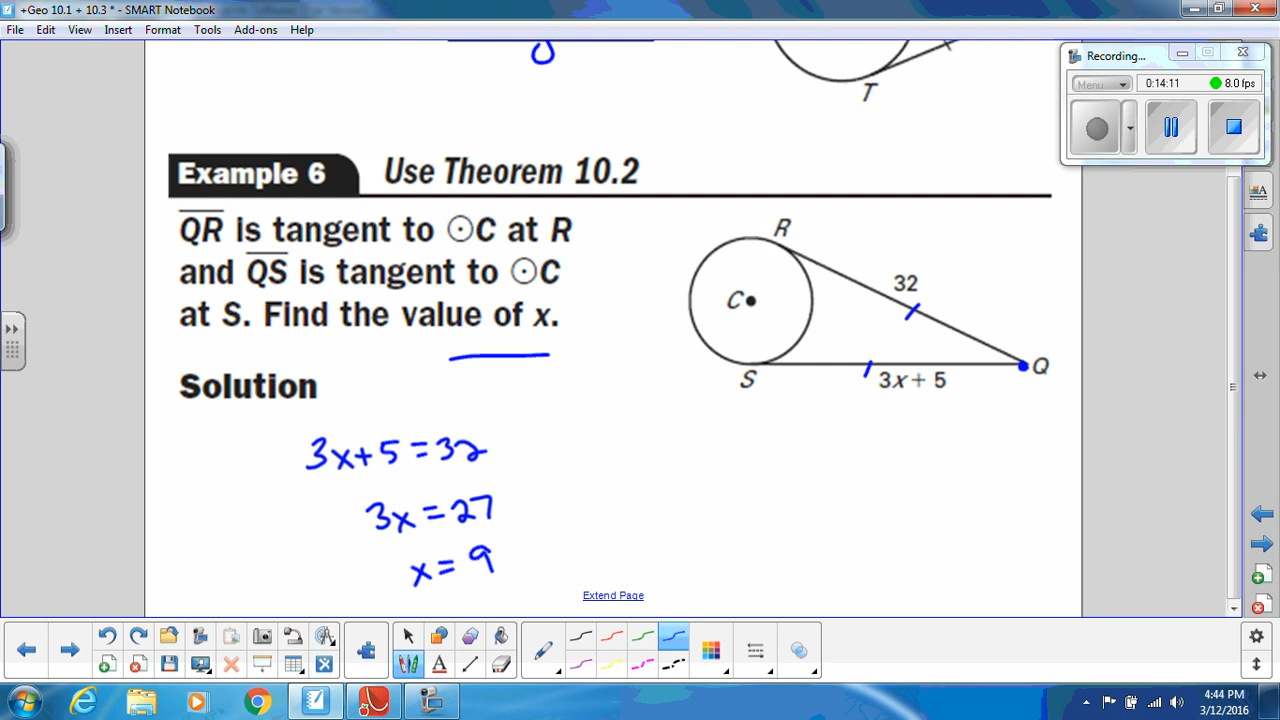 +Geo 10.1 + 10.3 * - SMART Notebook
File Edit View Insert Format Tools Add-ons Help
Recording...
Menu 0:14:11 8.0 fps
T
Example 6 Use Theorem 10.2
QR is tangent to ⊙C at R
and QS is tangent to ⊙C
at S. Find the value of x.
R
32
C
S
3x + 5
Q
Solution
3x+5=32
3x=27
x=9
Extend Page
A
4:44 PM
3/12/2016